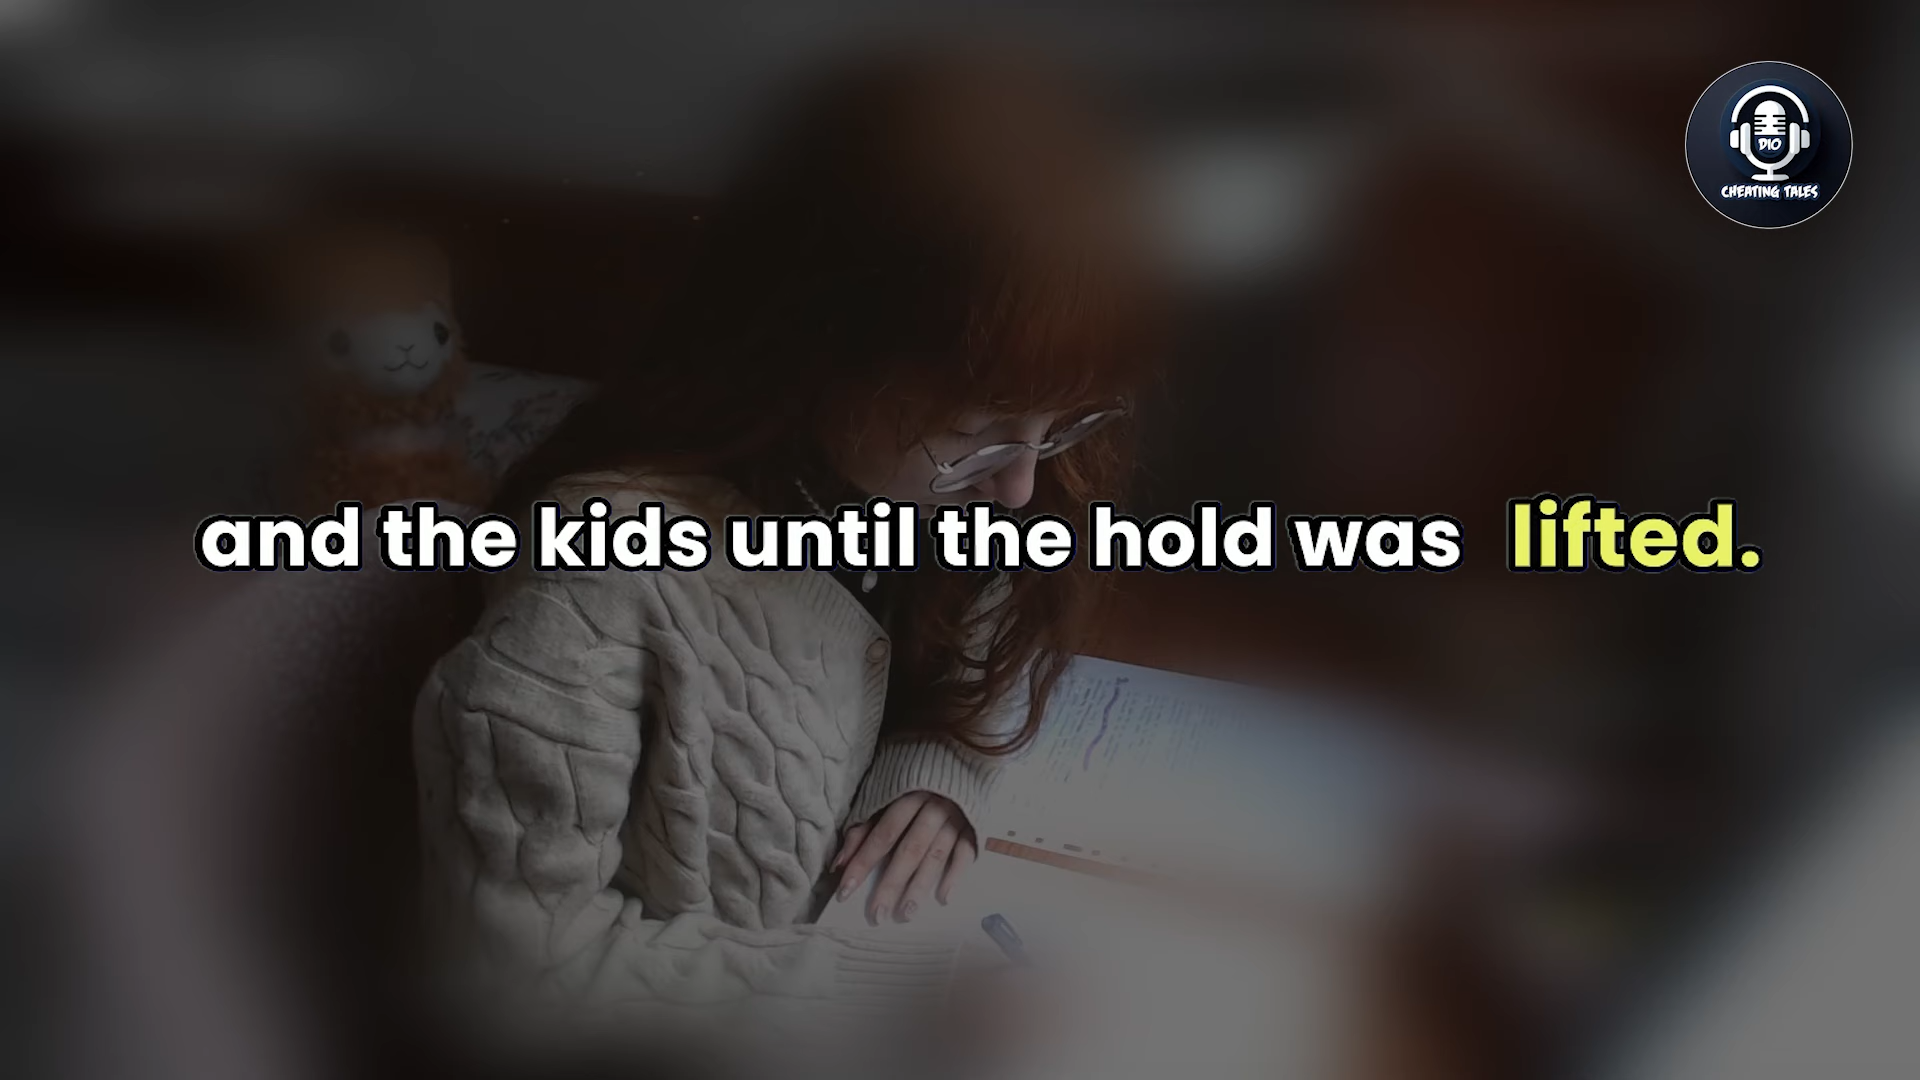 DIO
CHEATING TALES
and the kids until the hold was lifted.